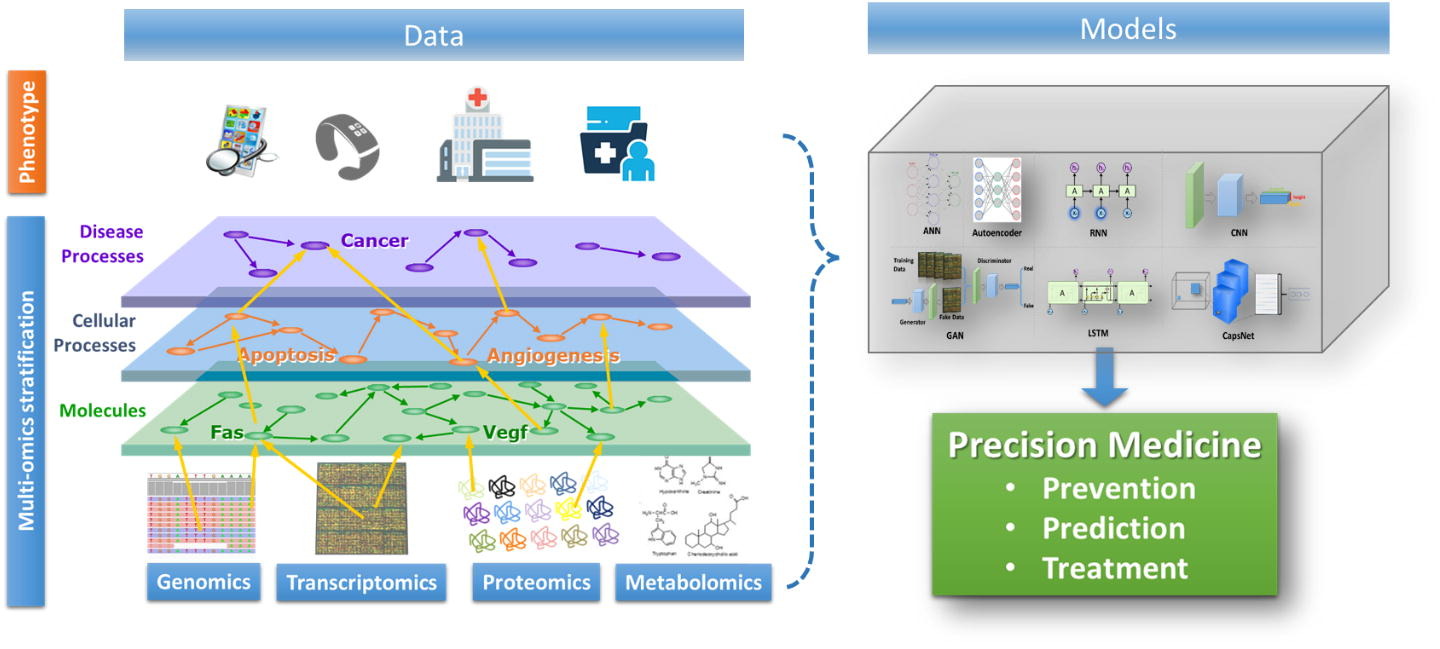 Data
Models
Phenotype
Multi-omics stratification
Disease
Processes
Cancer
Cellular
Processes
Apoptosis
Angiogenesis
Molecules
Fas
Vegf
Hypoxanthine
Creatinine
Tryptophan
Chenodeoxycholic acid
Genomics
Transcriptomics
Proteomics
Metabolomics
ANN
Autoencoder
A
A
A
RNN
CNN
height
Training
Data
Discriminator
Real
Fake
Generator
Fake Data
GAN
A
A
LSTM
CapsNet
Precision Medicine
• Prevention
• Prediction
• Treatment